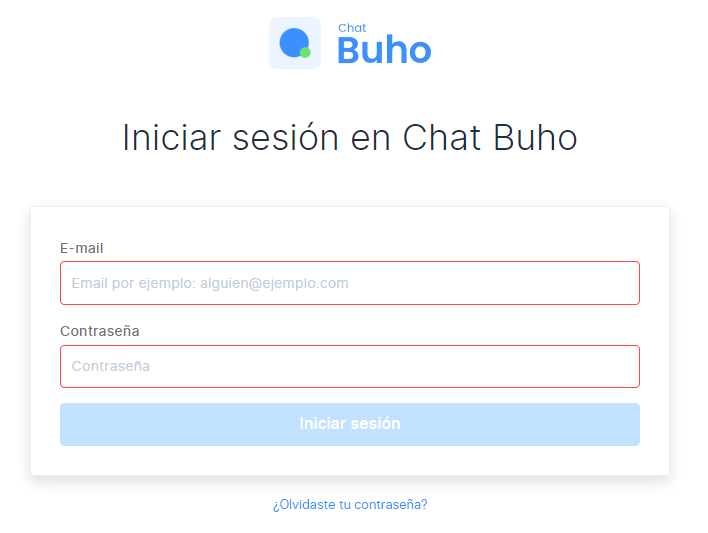 Chat
Buho
Iniciar sesión en Chat Buho
E-mail
Email por ejemplo: alguien@ejemplo.com
Contraseña
Contraseña
Iniciar sesión
¿Olvidaste tu contraseña?